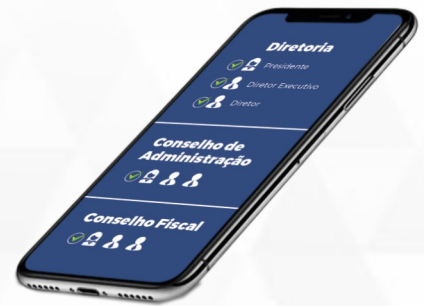 Diretoria
Presidente
Diretor Executivo
Diretor
Conselho de
Administração
Conselho Fiscal